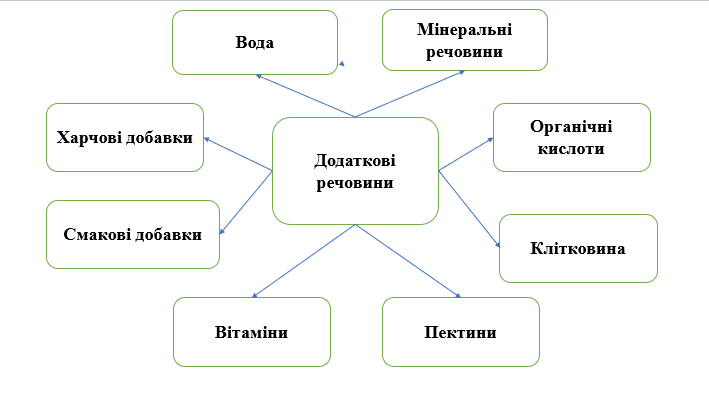 Вода
Мінеральні
речовини
Харчові добавки
Додаткові
речовини
Органічні
кислоти
Смакові добавки
Клітковина
Вітаміни
Пектини